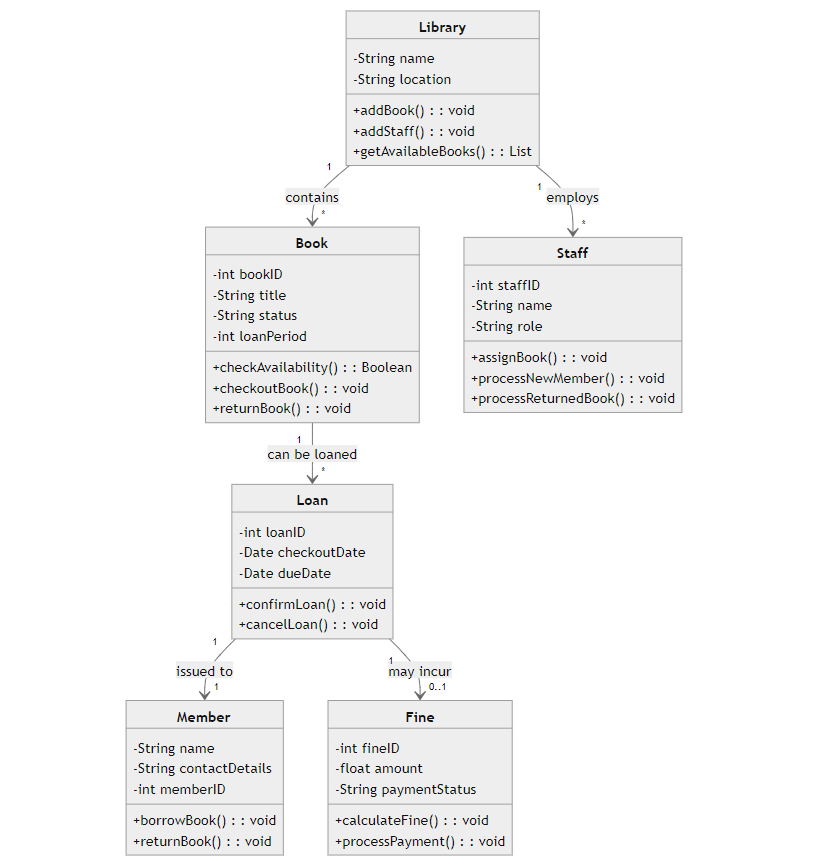 Library
-String name
-String location
+addBook() : : void
+addStaff() : : void
+getAvailableBooks() : : List
1
contains
*
1
employs
*
Book
-int bookID
-String title
-String status
-int loanPeriod
+checkAvailability() : : Boolean
+checkoutBook() : : void
+returnBook() : : void
Staff
-int staffID
-String name
-String role
+assignBook() : : void
+processNewMember() : : void
+processReturnedBook() : : void
1
can be loaned
*
Loan
-int loanID
-Date checkoutDate
-Date dueDate
+confirmLoan() : : void
+cancelLoan() : : void
1
issued to
1
1
may incur
0..1
Member
-String name
-String contactDetails
-int memberID
+borrowBook() : : void
+returnBook() : : void
Fine
-int fineID
-float amount
-String paymentStatus
+calculateFine() : : void
+processPayment() : : void